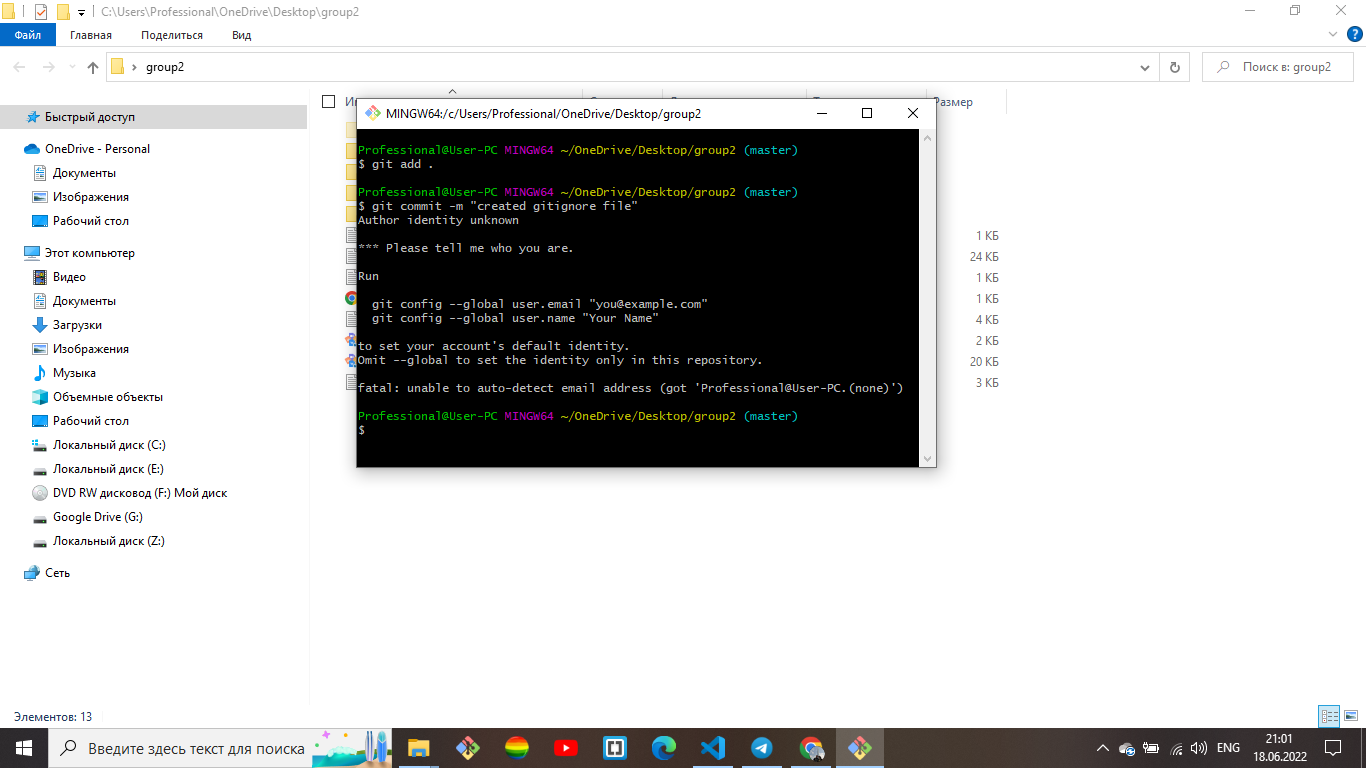 C:\Users\Professional\OneDrive\Desktop\group2
Файл
Главная
Поделиться
Вид
group2
Поиск в: group2
Размер
Быстрый доступ
OneDrive - Personal
Документы
Изображения
Рабочий стол
Этот компьютер
Видео
Документы
Загрузки
Изображения
Музыка
Объемные объекты
Рабочий стол
Локальный диск (C:)
Локальный диск (E:)
DVD RW дисковод (F:) Мой диск
Google Drive (G:)
Локальный диск (Z:)
Сеть
1 КБ
24 КБ
1 КБ
1 КБ
4 КБ
2 КБ
20 КБ
3 КБ
MINGW64:/c/Users/Professional/OneDrive/Desktop/group2
Professional@User-PC MINGW64 ~/OneDrive/Desktop/group2 (master)
$ git add .
Professional@User-PC MINGW64 ~/OneDrive/Desktop/group2 (master)
$ git commit -m "created gitignore file"
Author identity unknown
*** Please tell me who you are.
Run
git config --global user.email "you@example.com"
git config --global user.name "Your Name"
to set your account's default identity.
Omit --global to set the identity only in this repository.
fatal: unable to auto-detect email address (got 'Professional@User-PC.(none)')
Professional@User-PC MINGW64 ~/OneDrive/Desktop/group2 (master)
$
Элементов: 13
Введите здесь текст для поиска
ENG
21:01
18.06.2022